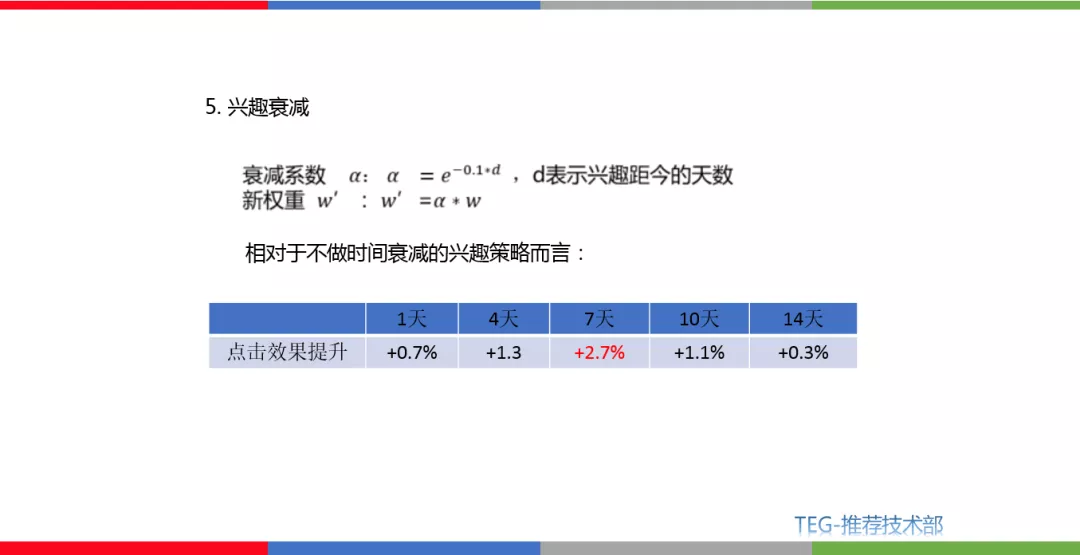 5. 兴趣衰减
衰减系数 α: α = e^{-0.1*d} ，d表示兴趣距今的天数
新权重 w′ : w′ =α * w
相对于不做时间衰减的兴趣策略而言：
1天 4天 7天 10天 14天
点击效果提升 +0.7% +1.3 +2.7% +1.1% +0.3%
TEG-推荐技术部